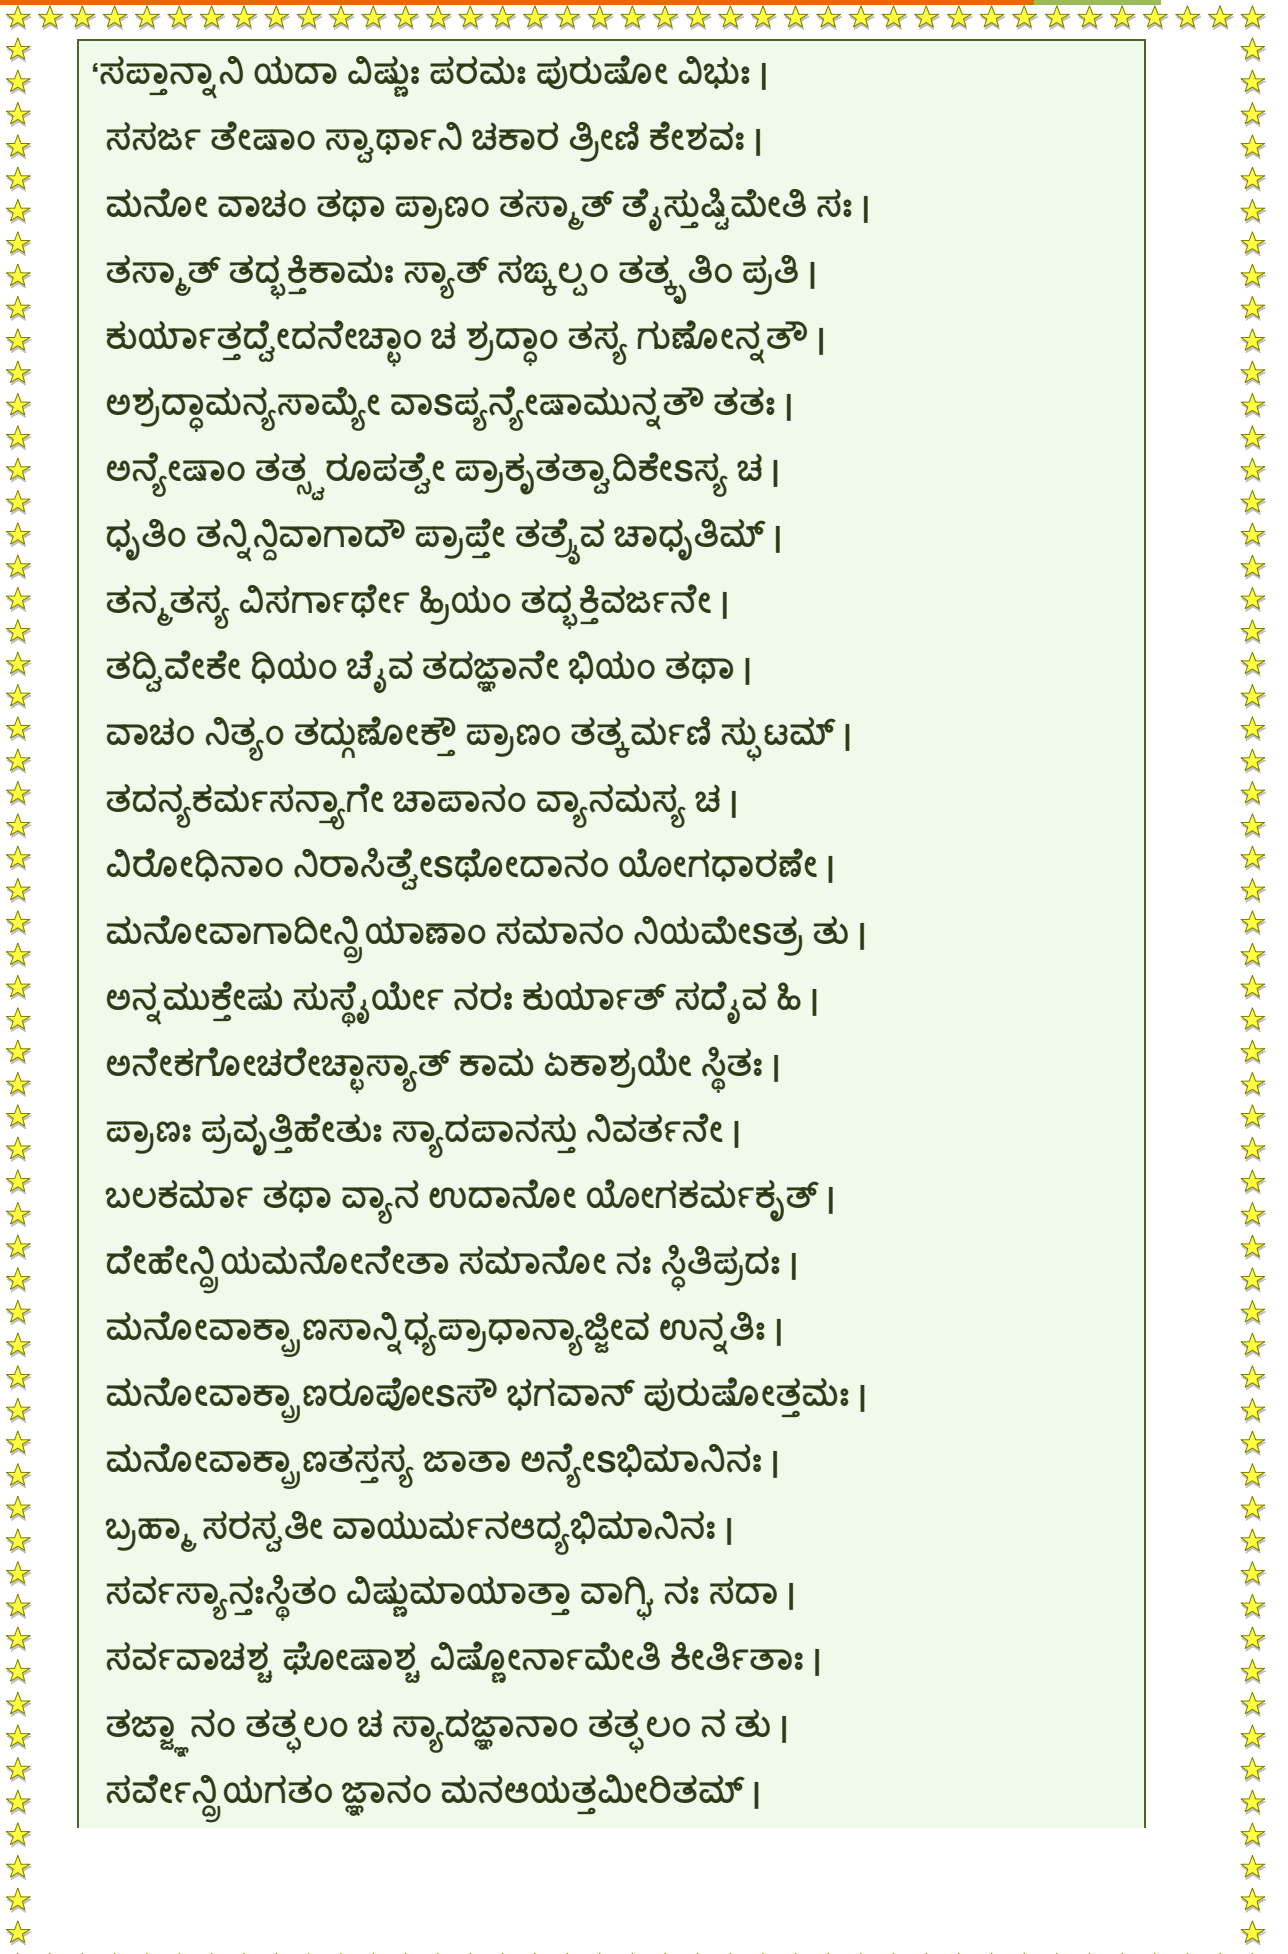 ‘ಸಪ್ತಾನ್ನಾನಿ ಯದಾ ವಿಷ್ಣುಃ ಪರಮಃ ಪುರುಷೋ ವಿಭುಃ |
ಸಸರ್ಜ ತೇಷಾಂ ಸ್ವಾರ್ಥಾನಿ ಚಕಾರ ತ್ರೀಣಿ ಕೇಶವಃ |
ಮನೋ ವಾಚಂ ತಥಾ ಪ್ರಾಣಂ ತಸ್ಮಾತ್ ತೈಸ್ತುಷ್ಟಿಮೇತಿ ಸಃ |
ತಸ್ಮಾತ್ ತದ್ಭಕ್ತಿಕಾಮಃ ಸ್ಯಾತ್ ಸಙ್ಕಲ್ಪಂ ತತ್ಕೃತಿಂ ಪ್ರತಿ |
ಕುರ್ಯಾತ್ತದ್ವೇದನೇಚ್ಛಾಂ ಚ ಶ್ರದ್ಧಾಂ ತಸ್ಯ ಗುಣೋನ್ನತೌ |
ಅಶ್ರದ್ಧಾಮನ್ಯಸಾಮ್ಯೇ ವಾSಪ್ಯನ್ಯೇಷಾಮುನ್ನತೌ ತತಃ |
ಅನ್ಯೇಷಾಂ ತತ್ಸ್ವರೂಪತ್ವೇ ಪ್ರಾಕೃತತ್ವಾದಿಕೇSಸ್ಯ ಚ |
ಧೃತಿಂ ತನ್ನಿನ್ದಿವಾಗಾದೌ ಪ್ರಾಪ್ತೇ ತತ್ರೈವ ಚಾಧೃತಿಮ್ |
ತನ್ಮತಸ್ಯ ವಿಸರ್ಗಾರ್ಥೇ ಹ್ರಿಯಂ ತದ್ಭಕ್ತಿವರ್ಜನೇ |
ತದ್ವಿವೇಕೇ ಧಿಯಂ ಚೈವ ತದಜ್ಞಾನೇ ಭಿಯಂ ತಥಾ |
ವಾಚಂ ನಿತ್ಯಂ ತದ್ಗುಣೋಕ್ತೌ ಪ್ರಾಣಂ ತತ್ಕರ್ಮಣಿ ಸ್ಫುಟಮ್ |
ತದನ್ಯಕರ್ಮಸನ್ತ್ಯಾಗೇ ಚಾಪಾನಂ ವ್ಯಾನಮಸ್ಯ ಚ |
ವಿರೋಧಿನಾಂ ನಿರಾಸಿತ್ವೇSಥೋದಾನಂ ಯೋಗಧಾರಣೇ |
ಮನೋವಾಗಾದೀನ್ದ್ರಿಯಾಣಾಂ ಸಮಾನಂ ನಿಯಮೇSತ್ರ ತು |
ಅನ್ನಮುಕ್ತೇಷು ಸುಸ್ಥೈರ್ಯೇ ನರಃ ಕುರ್ಯಾತ್ ಸದೈವ ಹಿ |
ಅನೇಕಗೋಚರೇಚ್ಛಾಸ್ಯಾತ್ ಕಾಮ ಏಕಾಶ್ರಯೇ ಸ್ಥಿತಃ |
ಪ್ರಾಣಃ ಪ್ರವೃತ್ತಿಹೇತುಃ ಸ್ಯಾದಪಾನಸ್ತು ನಿವರ್ತನೇ |
ಬಲಕರ್ಮಾ ತಥಾ ವ್ಯಾನ ಉದಾನೋ ಯೋಗಕರ್ಮಕೃತ್ |
ದೇಹೇನ್ದ್ರಿಯಮನೋನೇತಾ ಸಮಾನೋ ನಃ ಸ್ಧಿತಿಪ್ರದಃ |
ಮನೋವಾಕ್ಪ್ರಾಣಸಾನ್ನಿಧ್ಯಪ್ರಾಧಾನ್ಯಾಜ್ಜೀವ ಉನ್ನತಿಃ |
ಮನೋವಾಕ್ಪ್ರಾಣರೂಪೋSಸೌ ಭಗವಾನ್ ಪುರುಷೋತ್ತಮಃ |
ಮನೋವಾಕ್ಪ್ರಾಣತಸ್ತಸ್ಯ ಜಾತಾ ಅನ್ಯೇSಭಿಮಾನಿನಃ |
ಬ್ರಹ್ಮಾ ಸರಸ್ವತೀ ವಾಯುರ್ಮನಆದ್ಯಭಿಮಾನಿನಃ |
ಸರ್ವಸ್ಯಾನ್ತಃಸ್ಥಿತಂ ವಿಷ್ಣುಮಾಯಾತ್ತಾ ವಾಗ್ಘಿ ನಃ ಸದಾ |
ಸರ್ವವಾಚಶ್ಚ ಘೋಷಾಶ್ಚ ವಿಷ್ಣೋರ್ನಾಮೇತಿ ಕೀರ್ತಿತಾಃ |
ತಜ್ಜ್ಞಾನಂ ತತ್ಫಲಂ ಚ ಸ್ಯಾದಜ್ಞಾನಾಂ ತತ್ಫಲಂ ನ ತು |
ಸರ್ವೇನ್ದ್ರಿಯಗತಂ ಜ್ಞಾನಂ ಮನಆಯತ್ತಮೀರಿತಮ್ |